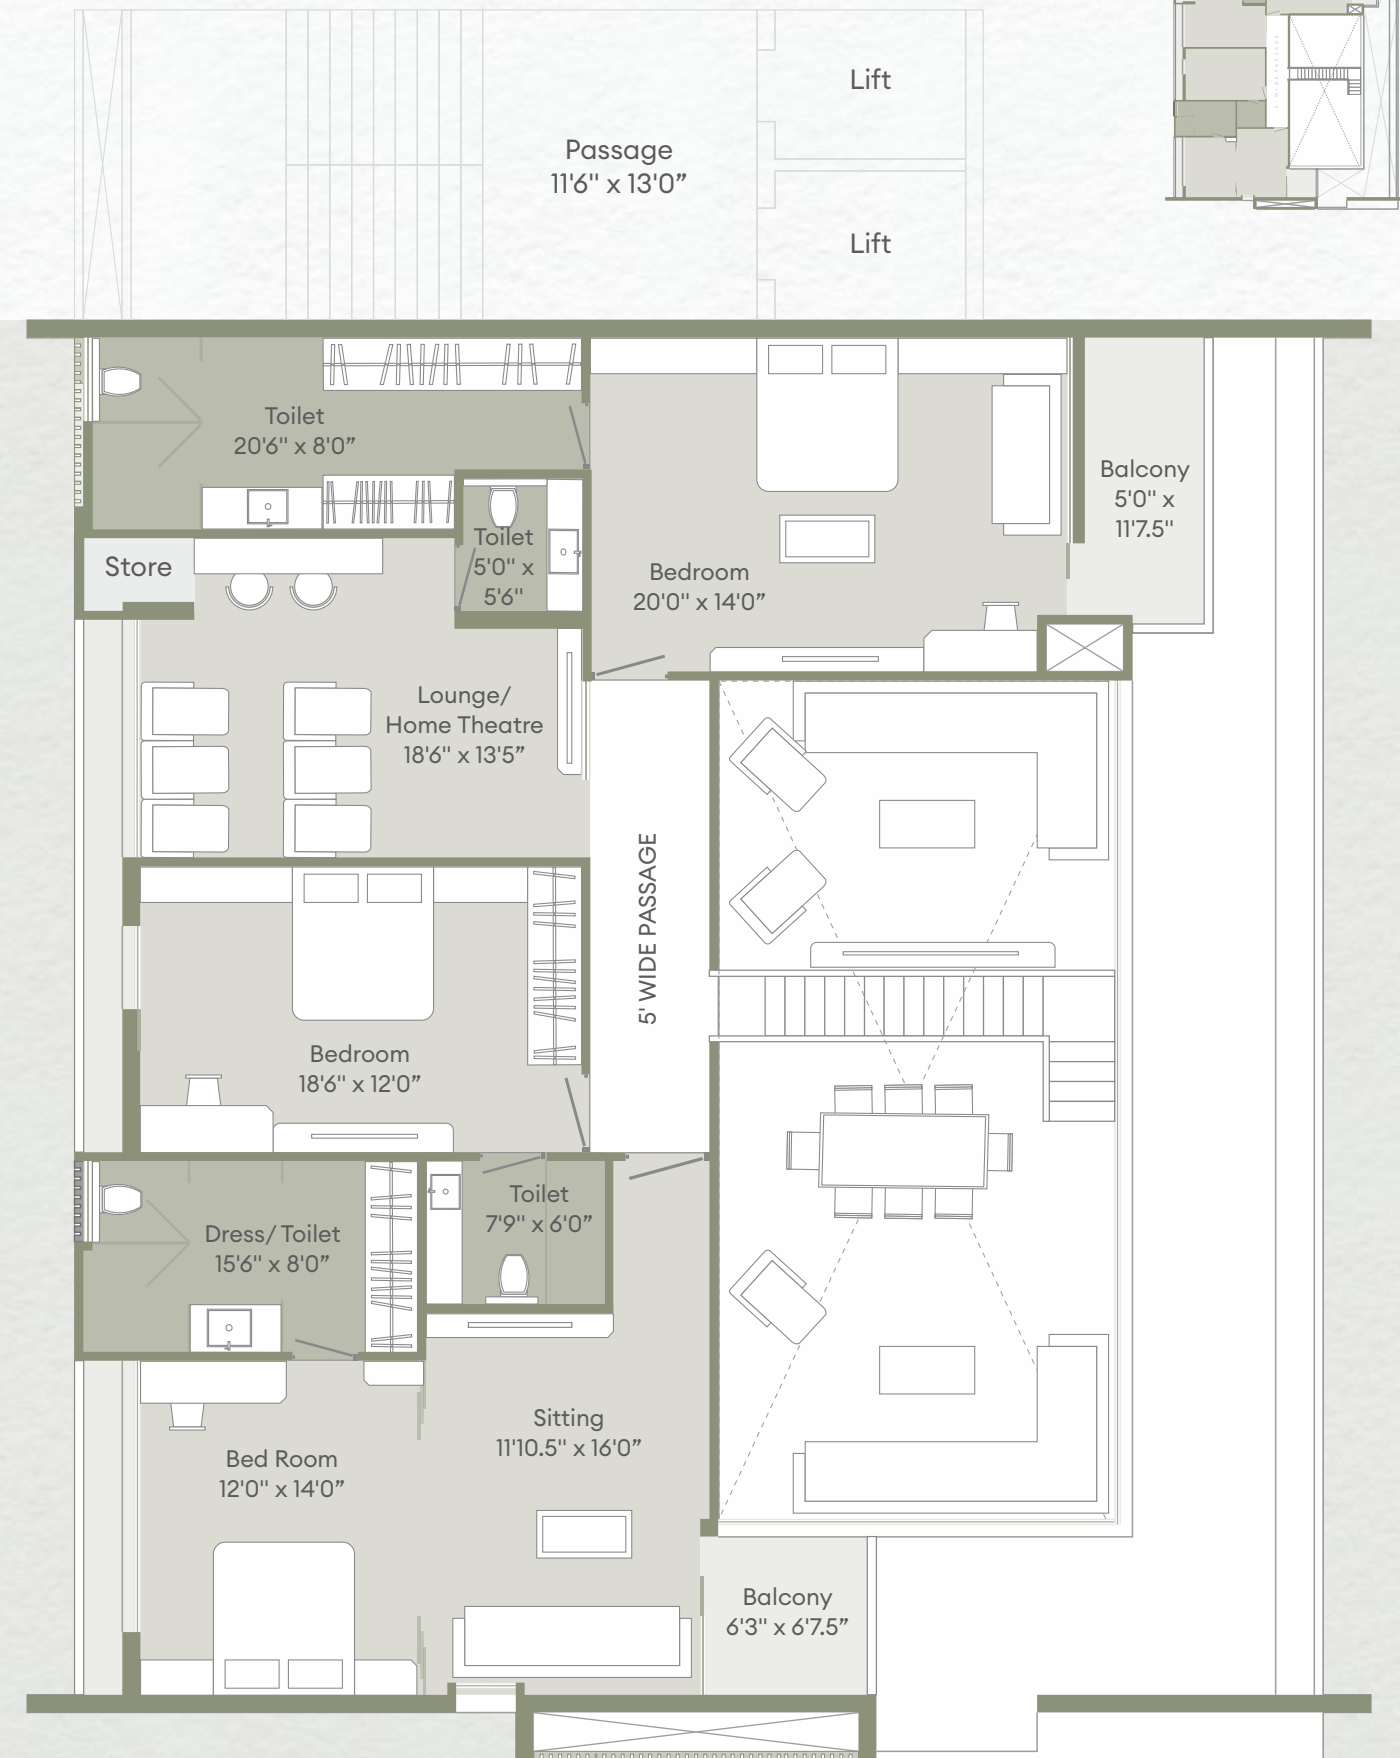 Lift
Passage
11'6" x 13'0”
Lift
Toilet
20'6" x 8'0”
Balcony
5'0" x
11'7.5"
Toilet
5'0" x
5'6"
Store
Bedroom
20'0" x 14'0”
Lounge/
Home Theatre
18'6" x 13'5”
5' WIDE PASSAGE
Bedroom
18'6" x 12'0”
Toilet
7'9" x 6'0”
Dress/ Toilet
15'6" x 8'0”
Sitting
11'10.5" x 16'0”
Bed Room
12'0" x 14'0”
Balcony
6'3" x 6'7.5”